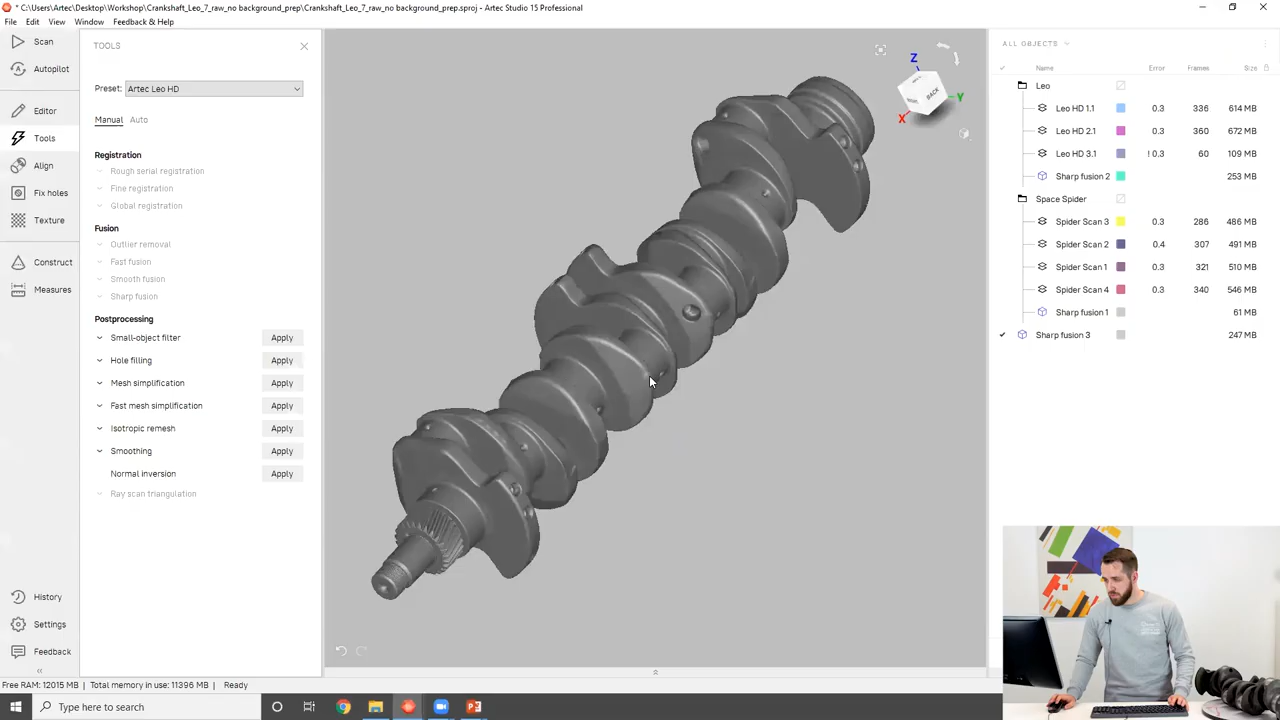 * C:\Users\Artec\Desktop\Workshop\Crankshaft_Leo_7_raw_no background_prep\Crankshaft_Leo_7_raw_no background_prep.sproj - Artec Studio 15 Professional
File Edit View Window Feedback & Help
Scan
Autopilot
Editor
Tools
Align
Fix holes
Texture
Construct
Measures
History
Settings
Feedback
TOOLS
Preset: Artec Leo HD
Manual Auto
Registration
Rough serial registration
Fine registration
Global registration
Fusion
Outlier removal
Fast fusion
Smooth fusion
Sharp fusion
Postprocessing
Small-object filter Apply
Hole filling Apply
Mesh simplification Apply
Fast mesh simplification Apply
Isotropic remesh Apply
Smoothing Apply
Normal inversion Apply
Ray scan triangulation
Z
Y
X
BACK
ALL OBJECTS
Name Error Frames Size
Leo
Leo HD 1.1 0.3 336 614 MB
Leo HD 2.1 0.3 360 672 MB
Leo HD 3.1 ! 0.3 60 109 MB
Sharp fusion 2 253 MB
Space Spider
Spider Scan 3 0.3 286 486 MB
Spider Scan 2 0.4 307 491 MB
Spider Scan 1 0.3 321 510 MB
Spider Scan 4 0.3 340 546 MB
Sharp fusion 1 61 MB
Sharp fusion 3 247 MB
Free RAM: 12015 MB | Total memory in use: 11396 MB | Ready
Type here to search